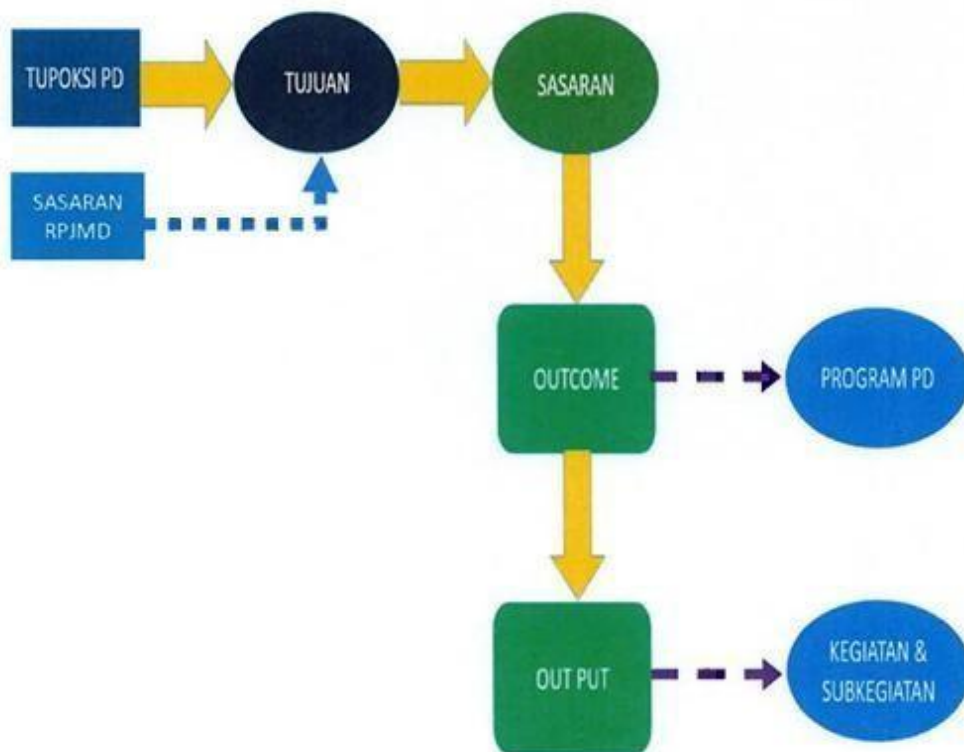 TUPOKSI PD
TUJUAN
SASARAN
SASARAN
RPJMD
OUTCOME
PROGRAM PD
OUT PUT
KEGIATAN &
SUBKEGIATAN